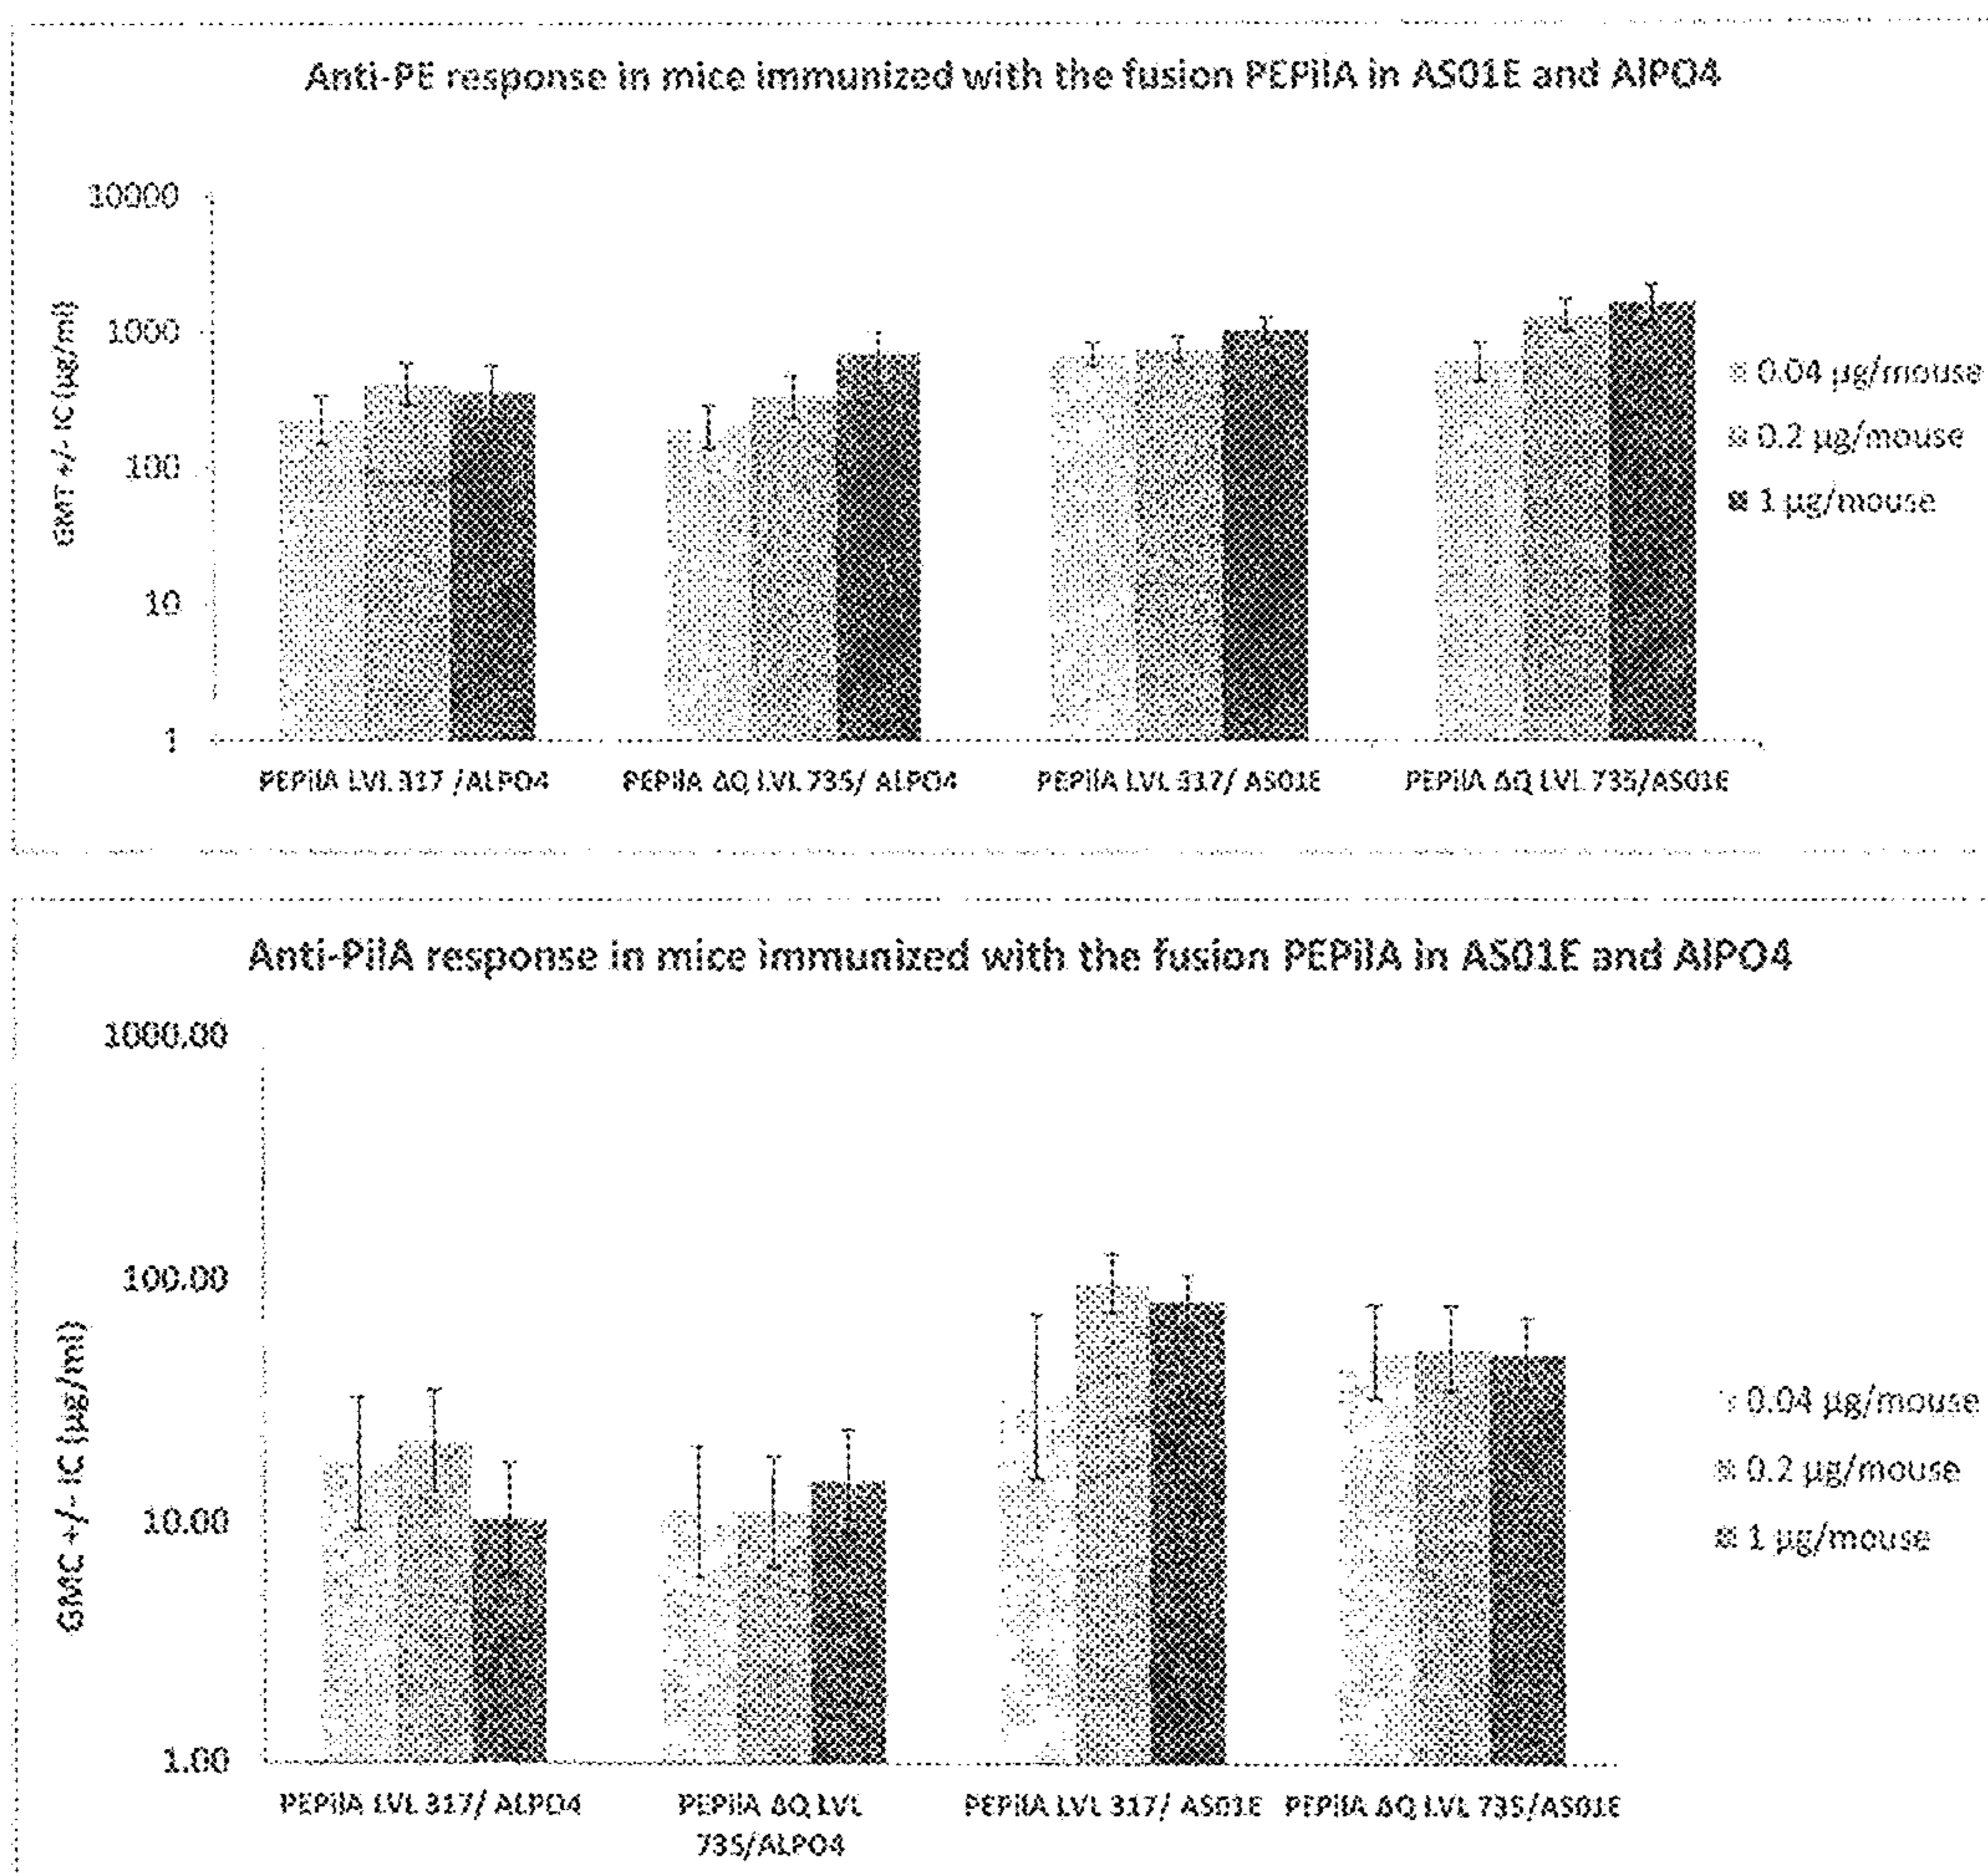 Anti-PE response in mice immunized with the fusion PEPilA in AS01E and AlPO4
10000
1000
100
10
1
GMT +/- IC (µg/ml)
PEPilA LVL 317 /ALPO4
PEPilA ΔQ LVL 735/ ALPO4
PEPilA LVL 317/ AS01E
PEPilA ΔQ LVL 735/AS01E
0.04 µg/mouse
0.2 µg/mouse
1 µg/mouse
Anti-PilA response in mice immunized with the fusion PEPilA in AS01E and AlPO4
1000.00
100.00
10.00
1.00
GMC +/- IC (µg/ml)
PEPilA LVL 317/ ALPO4
PEPilA ΔQ LVL
735/ALPO4
PEPilA LVL 317/ AS01E
PEPilA ΔQ LVL 735/AS01E
0.04 µg/mouse
0.2 µg/mouse
1 µg/mouse